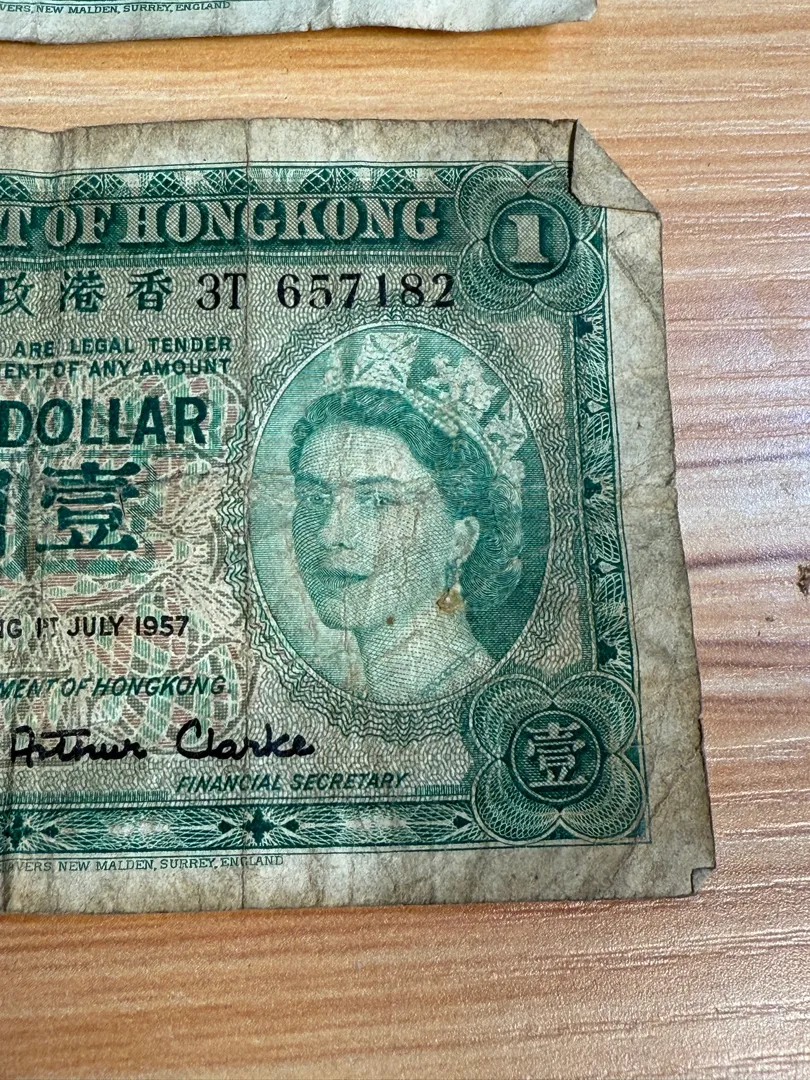 VERS, NEW MALDEN, SURREY, ENGLAND
T OF HONGKONG
1
政港香 3T 657182
ARE LEGAL TENDER
ENT OF ANY AMOUNT
DOLLAR
壹
NG 1ST JULY 1957
MENT OF HONGKONG
Arthur Clarke
FINANCIAL SECRETARY
壹
VERS, NEW MALDEN, SURREY, ENGLAND